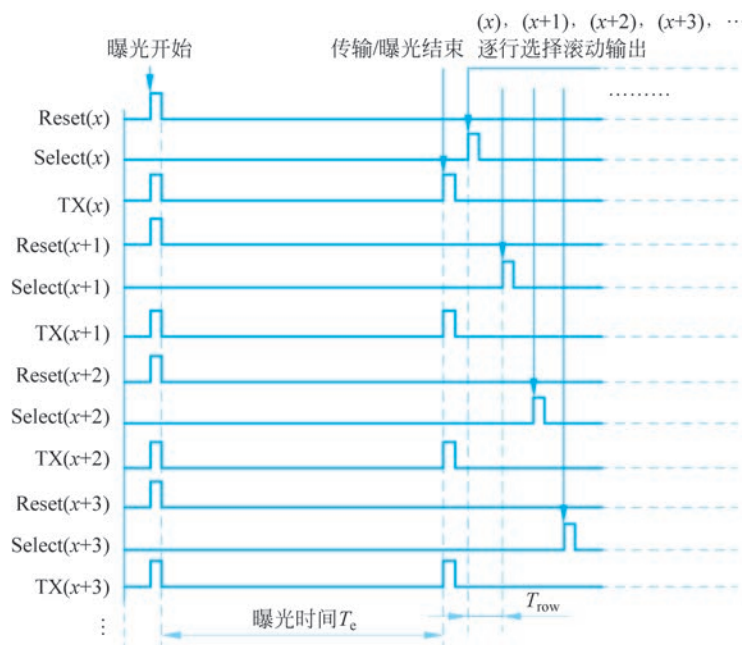 (x), (x+1), (x+2), (x+3), …
曝光开始
传输/曝光结束
逐行选择滚动输出
………
Reset(x)
Select(x)
TX(x)
Reset(x+1)
Select(x+1)
TX(x+1)
Reset(x+2)
Select(x+2)
TX(x+2)
Reset(x+3)
Select(x+3)
TX(x+3)
⋮
曝光时间Te
Trow